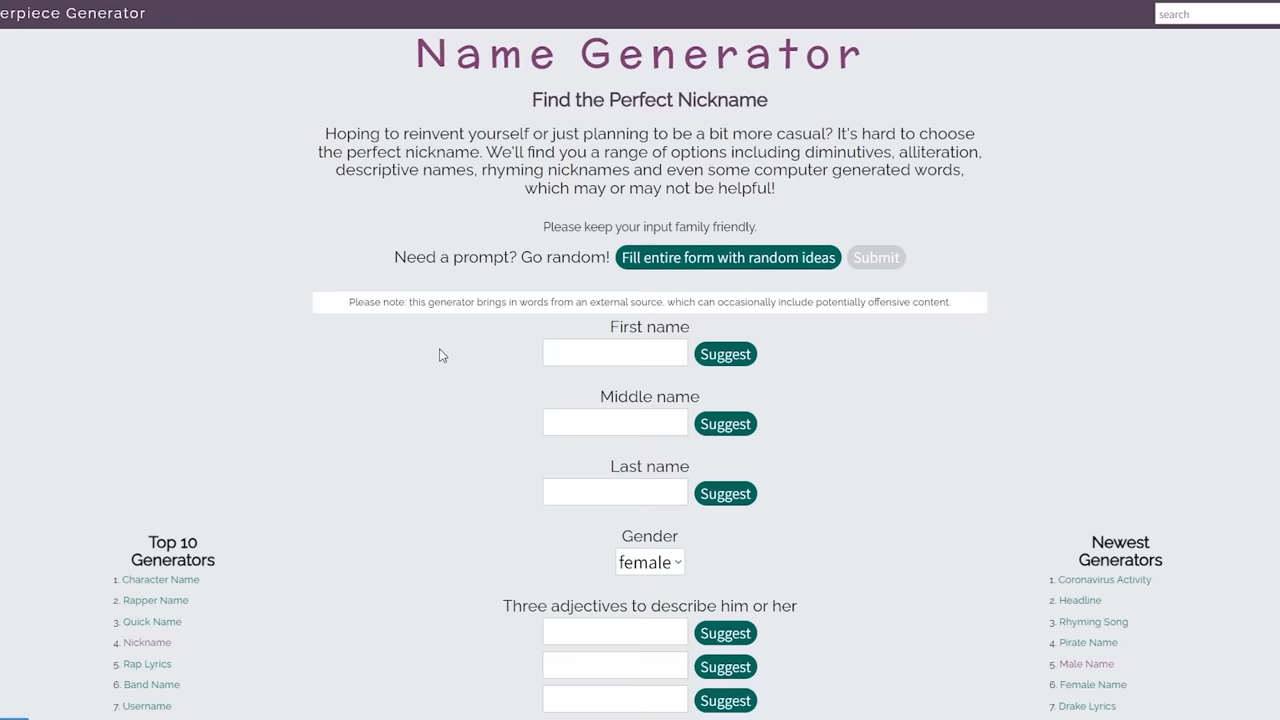 erpiece Generator
search
Name Generator
Find the Perfect Nickname
Hoping to reinvent yourself or just planning to be a bit more casual? It's hard to choose
the perfect nickname. We'll find you a range of options including diminutives, alliteration,
descriptive names, rhyming nicknames and even some computer generated words,
which may or may not be helpful!
Please keep your input family friendly.
Need a prompt? Go random! Fill entire form with random ideas Submit
Please note: this generator brings in words from an external source, which can occasionally include potentially offensive content.
First name
Suggest
Middle name
Suggest
Last name
Suggest
Gender
female
Three adjectives to describe him or her
Suggest
Suggest
Suggest
Top 10
Generators
1. Character Name
2. Rapper Name
3. Quick Name
4. Nickname
5. Rap Lyrics
6. Band Name
7. Username
Newest
Generators
1. Coronavirus Activity
2. Headline
3. Rhyming Song
4. Pirate Name
5. Male Name
6. Female Name
7. Drake Lyrics